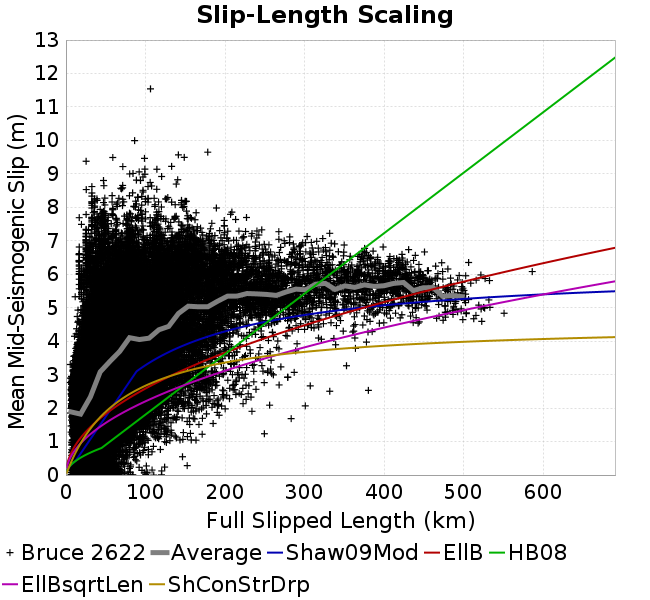 Slip-Length Scaling
Mean Mid-Seismogenic Slip (m)
13
12
11
10
9
8
7
6
5
4
3
2
1
0
0 100 200 300 400 500 600
Full Slipped Length (km)
Bruce 2622 Average Shaw09Mod EllB HB08
EllBsqrtLen ShConStrDrp